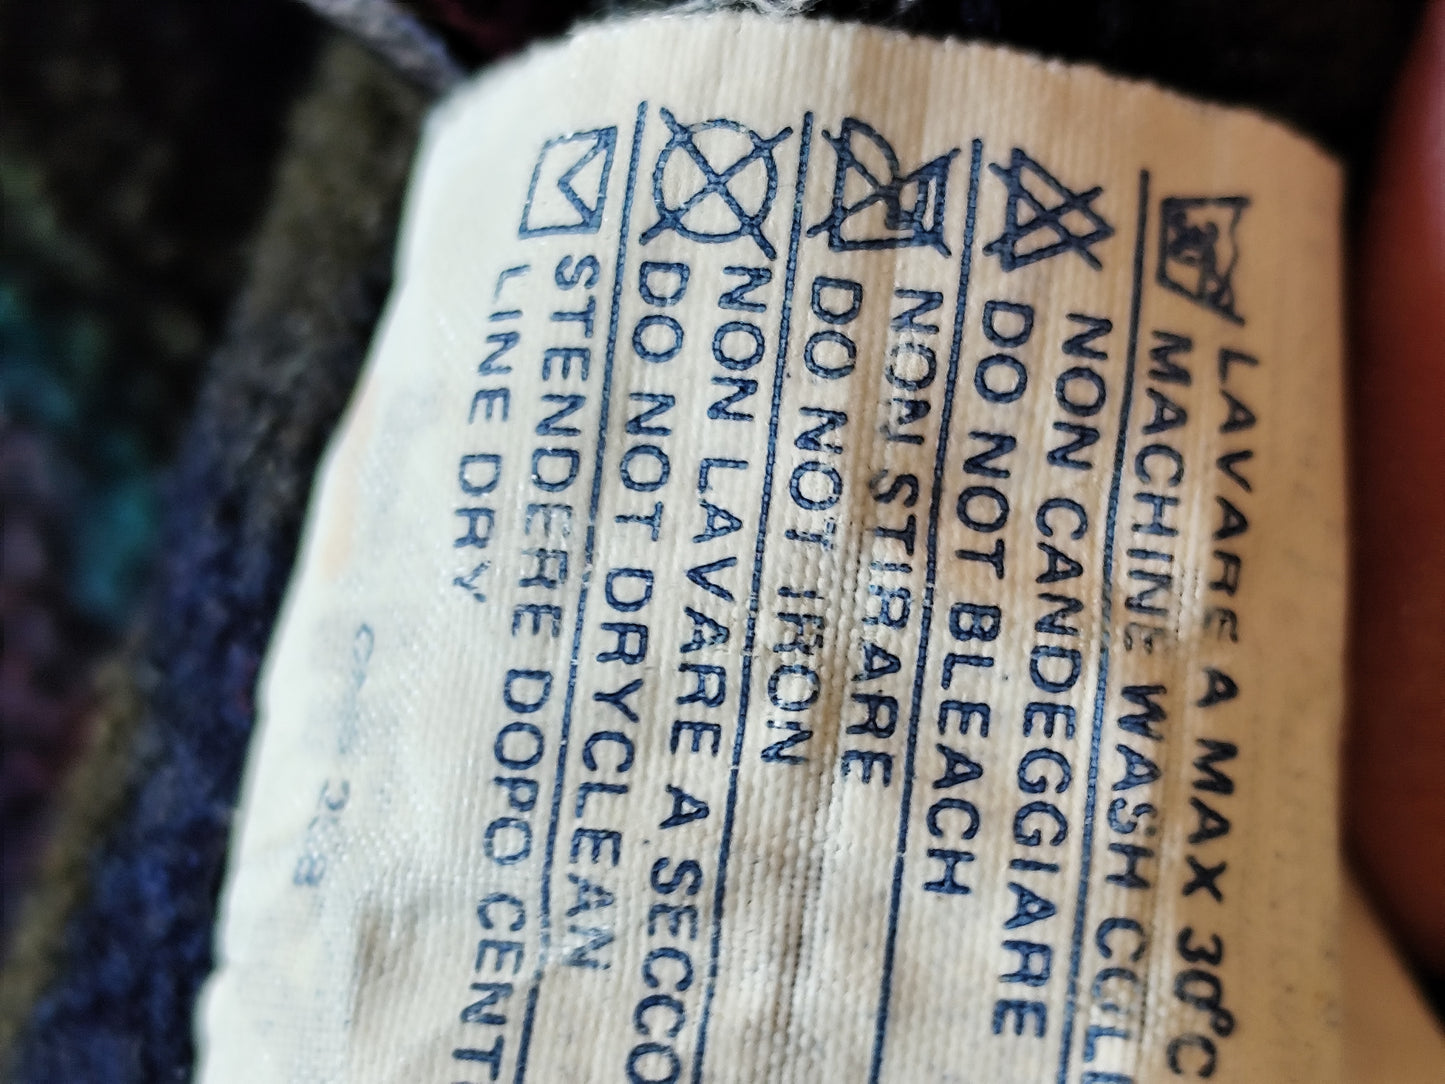 LAVARE A MAX 30°C
MACHINE WASH COL
NON CANDEGGIARE
DO NOT BLEACH
NON STIRARE
DO NOT IRON
NON LAVARE A SECCO
DO NOT DRYCLEAN
STENDERE DOPO CENT
LINE DRY